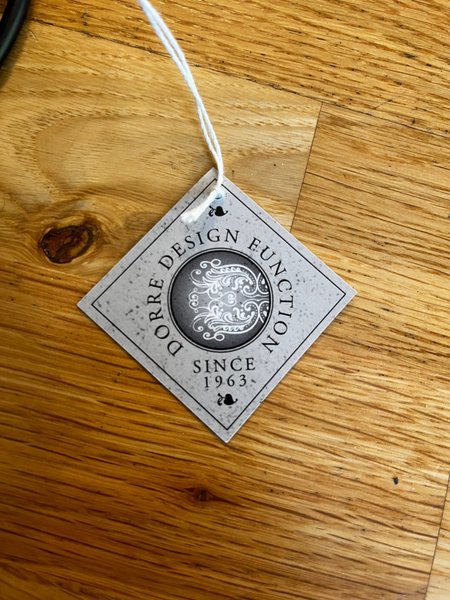 DORRE DESIGN FUNCTION
SINCE
1963